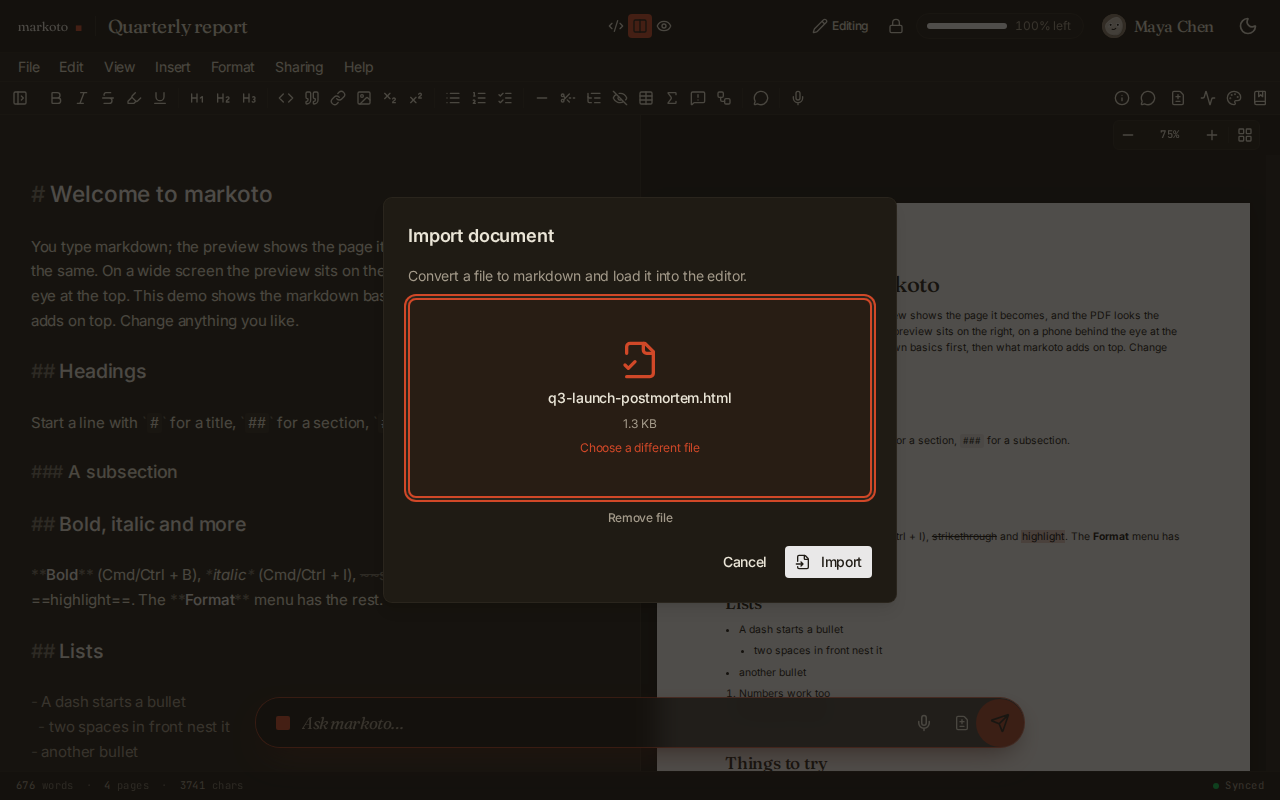 markoto
Quarterly report
Editing
100% left
Maya Chen
File Edit View Insert Format Sharing Help
H1 H2 H3
75%
# Welcome to markoto
You type markdown; the preview shows the page it
the same. On a wide screen the preview sits on the
eye at the top. This demo shows the markdown bas
adds on top. Change anything you like.
## Headings
Start a line with `#` for a title, `##` for a section, `
### A subsection
## Bold, italic and more
**Bold** (Cmd/Ctrl + B), *italic* (Cmd/Ctrl + I), ~~s
==highlight==. The **Format** menu has the rest.
## Lists
- A dash starts a bullet
- two spaces in front nest it
- another bullet
Import document
Convert a file to markdown and load it into the editor.
q3-launch-postmortem.html
1.3 KB
Choose a different file
Remove file
Cancel
Import
koto
w shows the page it becomes, and the PDF looks the
preview sits on the right, on a phone behind the eye at the
wn basics first, then what markoto adds on top. Change
or a section, ### for a subsection.
trl + I), strikethrough and highlight. The Format menu has
Lists
• A dash starts a bullet
• two spaces in front nest it
• another bullet
1. Numbers work too
Things to try
Ask markoto...
676 words · 4 pages · 3741 chars
Synced